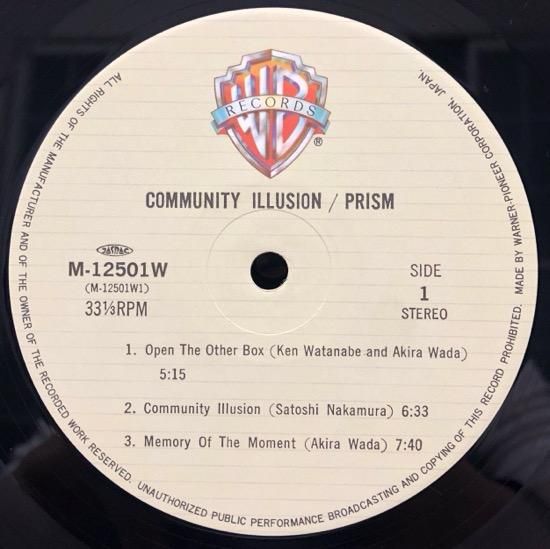 WB
RECORDS
®
COMMUNITY ILLUSION / PRISM
JASRAC
M-12501W
(M-12501W1)
33⅓RPM
SIDE
1
STEREO
1. Open The Other Box (Ken Watanabe and Akira Wada)
5:15
2. Community Illusion (Satoshi Nakamura) 6:33
3. Memory Of The Moment (Akira Wada) 7:40
ALL RIGHTS OF THE MANUFACTURER AND OF THE OWNER OF THE RECORDED WORK RESERVED. UNAUTHORIZED PUBLIC PERFORMANCE BROADCASTING AND COPYING OF THIS RECORD PROHIBITED. MADE BY WARNER-PIONEER CORPORATION, JAPAN.